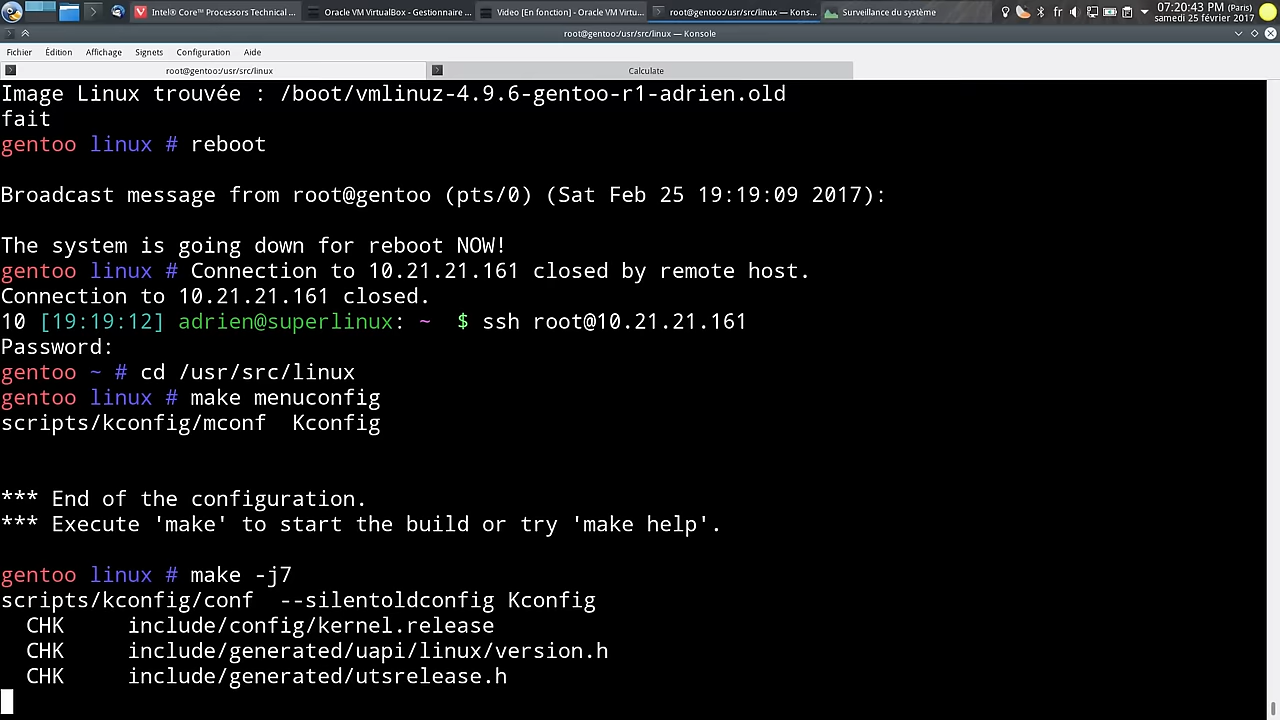 Intel® Core™ Processors Technical ...
Oracle VM VirtualBox - Gestionnaire ...
Video [En fonction] - Oracle VM Virtu...
root@gentoo:/usr/src/linux — Kons...
Surveillance du système
fr
07:20:43 PM (Paris)
samedi 25 février 2017
root@gentoo:/usr/src/linux — Konsole
Fichier Édition Affichage Signets Configuration Aide
root@gentoo:/usr/src/linux
Calculate
Image Linux trouvée : /boot/vmlinuz-4.9.6-gentoo-r1-adrien.old
fait
gentoo linux # reboot
Broadcast message from root@gentoo (pts/0) (Sat Feb 25 19:19:09 2017):
The system is going down for reboot NOW!
gentoo linux # Connection to 10.21.21.161 closed by remote host.
Connection to 10.21.21.161 closed.
10 [19:19:12] adrien@superlinux: ~ $ ssh root@10.21.21.161
Password:
gentoo ~ # cd /usr/src/linux
gentoo linux # make menuconfig
scripts/kconfig/mconf Kconfig
*** End of the configuration.
*** Execute 'make' to start the build or try 'make help'.
gentoo linux # make -j7
scripts/kconfig/conf --silentoldconfig Kconfig
CHK include/config/kernel.release
CHK include/generated/uapi/linux/version.h
CHK include/generated/utsrelease.h